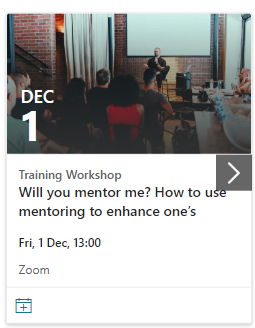 DEC
1
Training Workshop
Will you mentor me? How to use
mentoring to enhance one's
Fri, 1 Dec, 13:00
Zoom